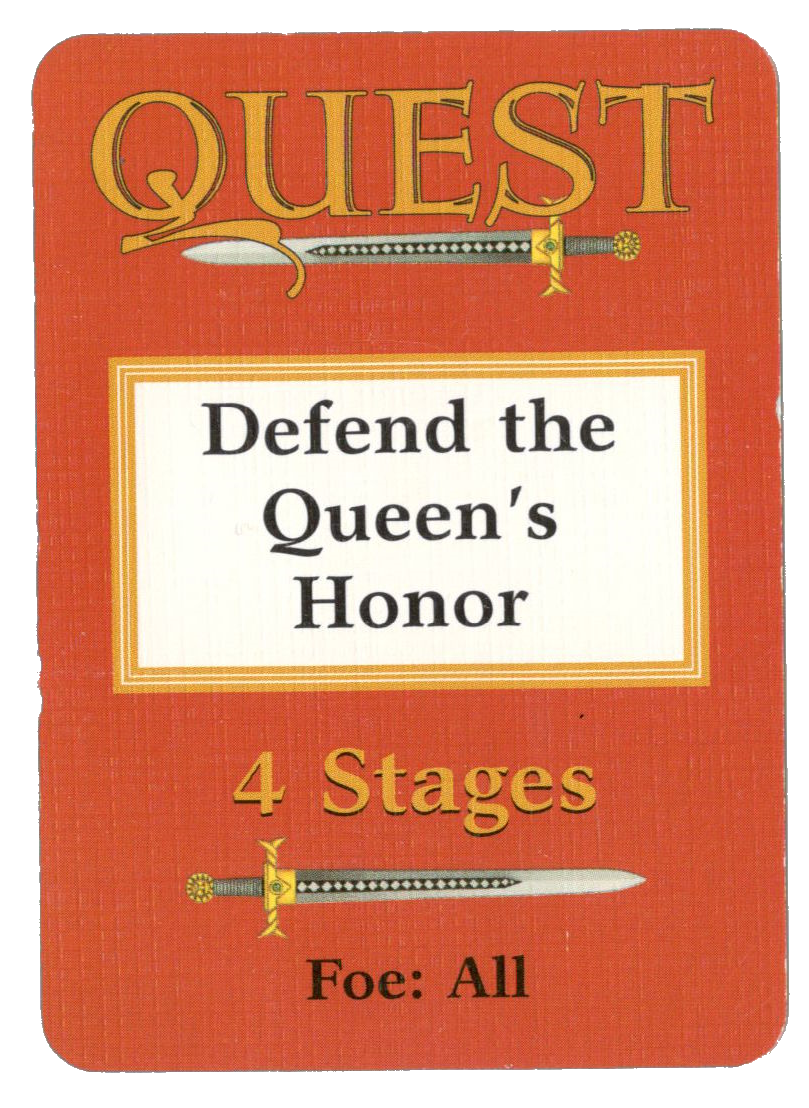 QUEST
Defend the
Queen's
Honor
4 Stages
Foe: All